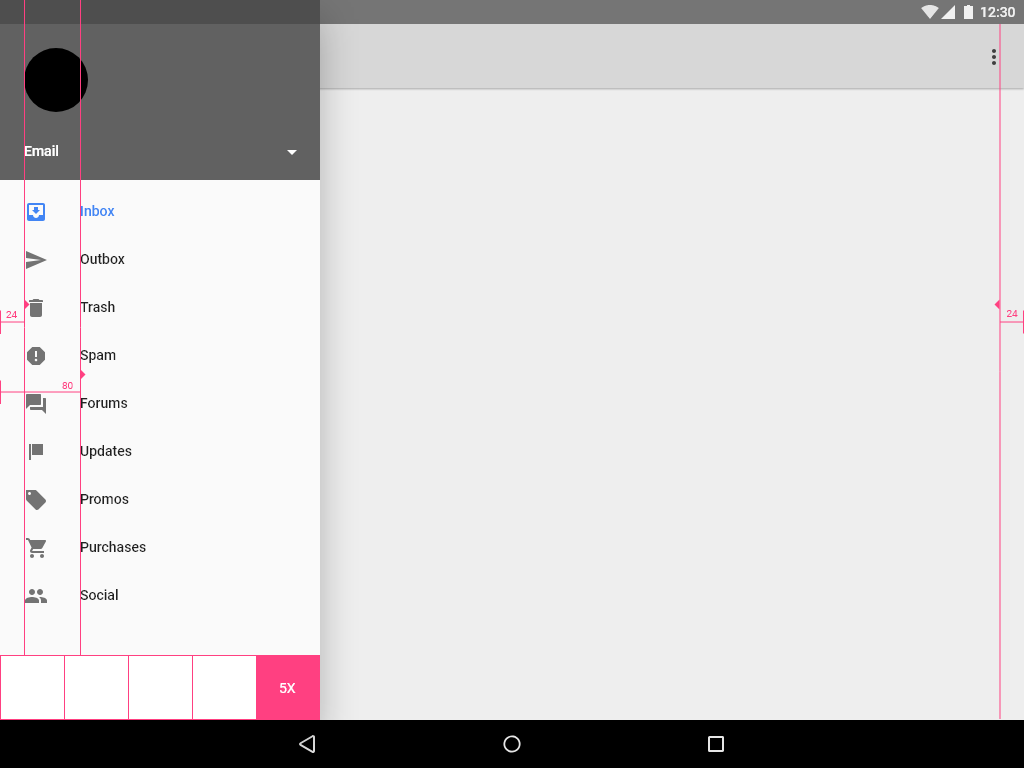 12:30
Email
Inbox
Outbox
Trash
24
24
Spam
80
Forums
Updates
Promos
Purchases
Social
5X